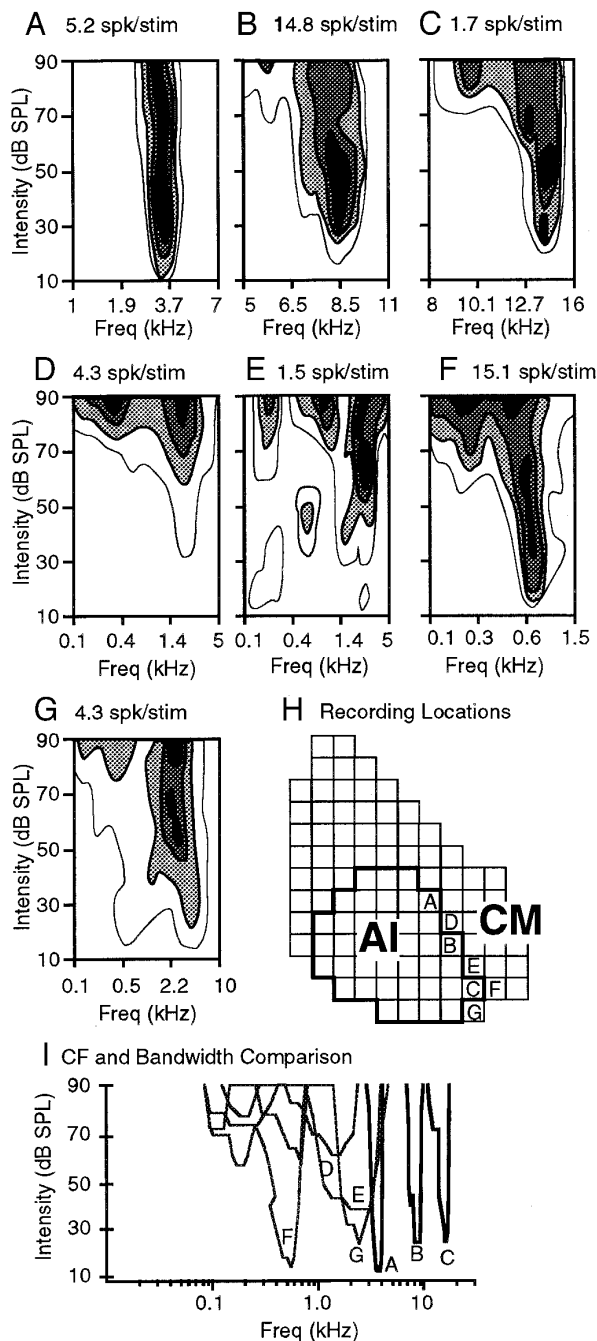 A 5.2 spk/stim
B 14.8 spk/stim
C 1.7 spk/stim
Intensity (dB SPL)
90
70
50
30
10
1 1.9 3.7 7
Freq (kHz)
5 6.5 8.5 11
Freq (kHz)
8 10.1 12.7 16
Freq (kHz)
D 4.3 spk/stim
E 1.5 spk/stim
F 15.1 spk/stim
Intensity (dB SPL)
90
70
50
30
10
0.1 0.4 1.4 5
Freq (kHz)
0.1 0.4 1.4 5
Freq (kHz)
0.1 0.3 0.6 1.5
Freq (kHz)
G 4.3 spk/stim
Intensity (dB SPL)
90
70
50
30
10
0.1 0.5 2.2 10
Freq (kHz)
H Recording Locations
A
D
CM
AI
B
E
C F
G
I CF and Bandwidth Comparison
Intensity (dB SPL)
90
70
50
30
10
D
E
F
G A B C
0.1 1.0 10
Freq (kHz)